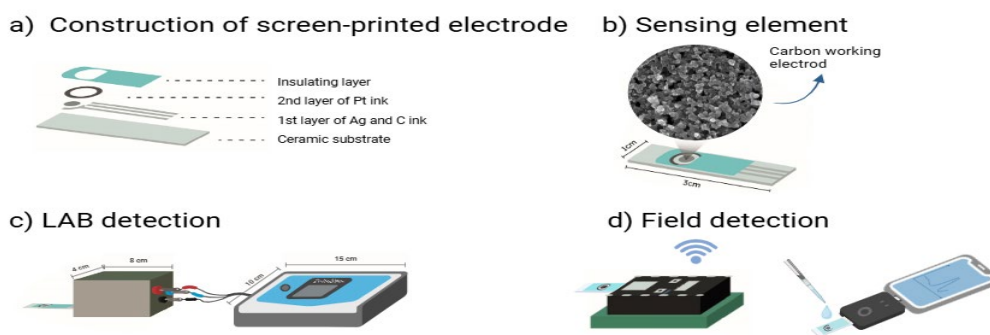 a) Construction of screen-printed electrode
Insulating layer
2nd layer of Pt ink
1st layer of Ag and C ink
Ceramic substrate
b) Sensing element
Carbon working
electrod
1cm
3cm
c) LAB detection
4 cm
8 cm
10 cm
15 cm
d) Field detection